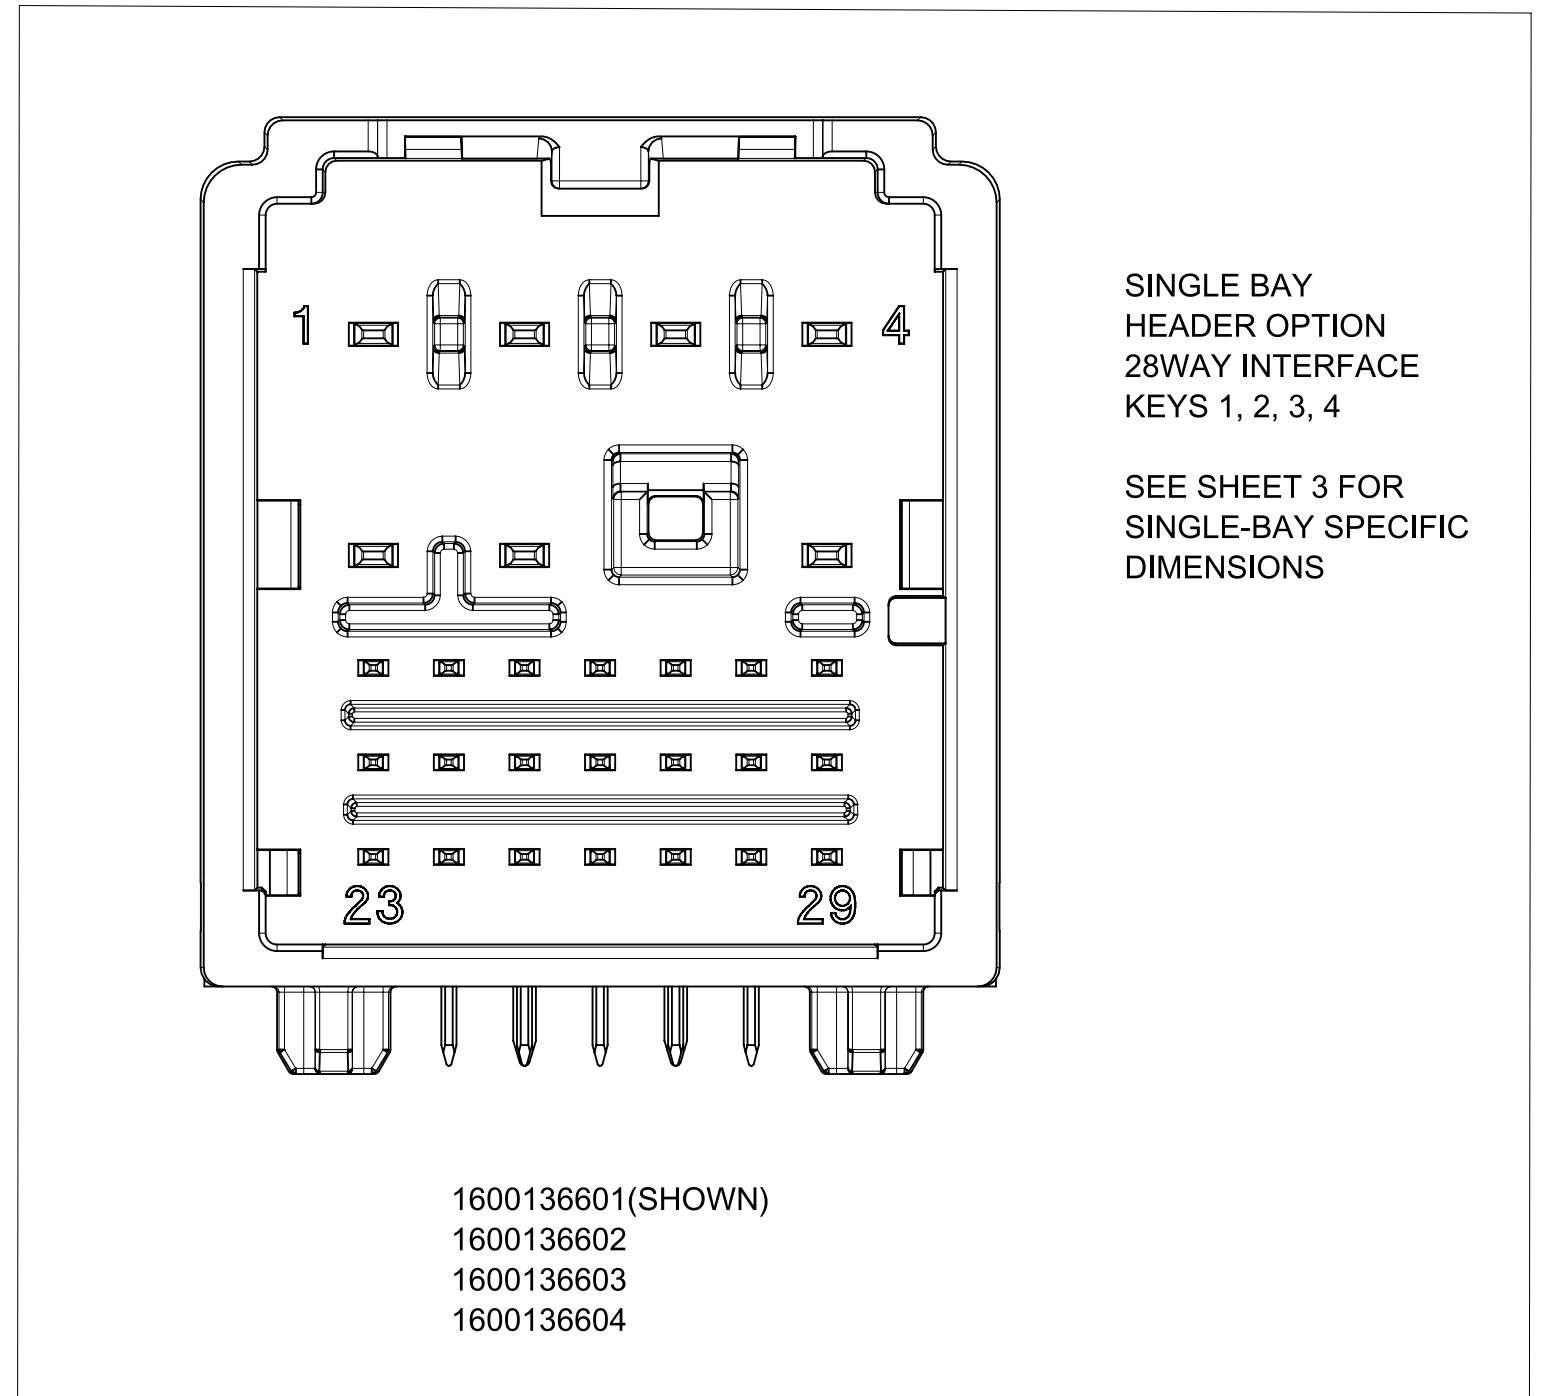 1
4
SINGLE BAY
HEADER OPTION
28WAY INTERFACE
KEYS 1, 2, 3, 4
SEE SHEET 3 FOR
SINGLE-BAY SPECIFIC
DIMENSIONS
23
29
1600136601(SHOWN)
1600136602
1600136603
1600136604